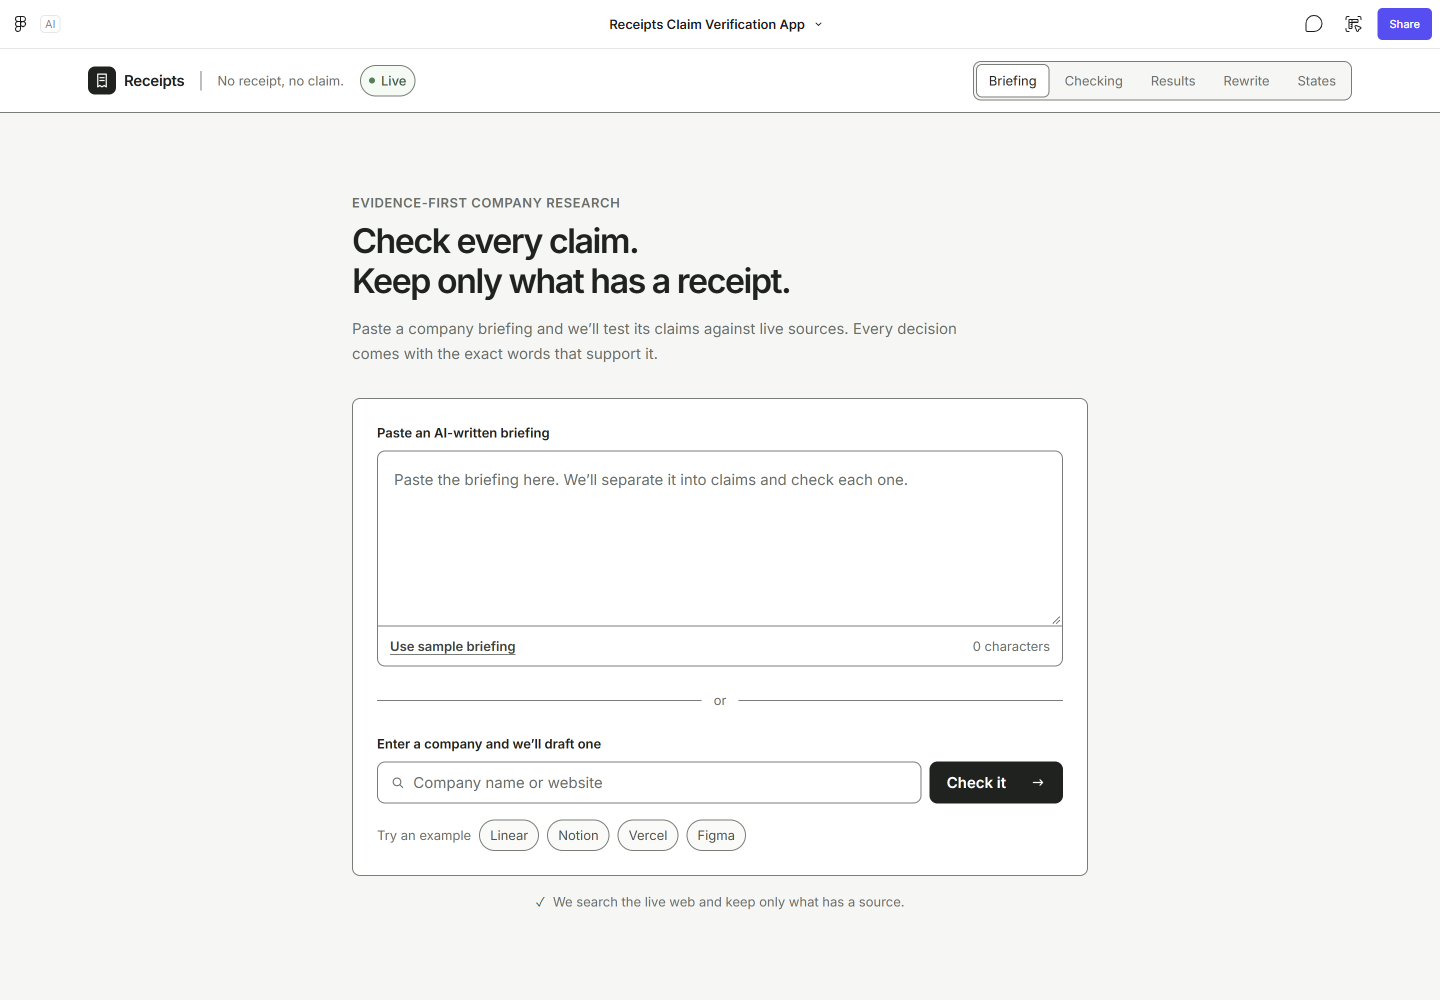 AI
Receipts Claim Verification App
Share
Receipts
No receipt, no claim.
Live
Briefing
Checking
Results
Rewrite
States
EVIDENCE-FIRST COMPANY RESEARCH
Check every claim.
Keep only what has a receipt.
Paste a company briefing and we’ll test its claims against live sources. Every decision
comes with the exact words that support it.
Paste an AI-written briefing
Paste the briefing here. We’ll separate it into claims and check each one.
Use sample briefing
0 characters
or
Enter a company and we’ll draft one
Company name or website
Check it →
Try an example
Linear
Notion
Vercel
Figma
✓ We search the live web and keep only what has a source.